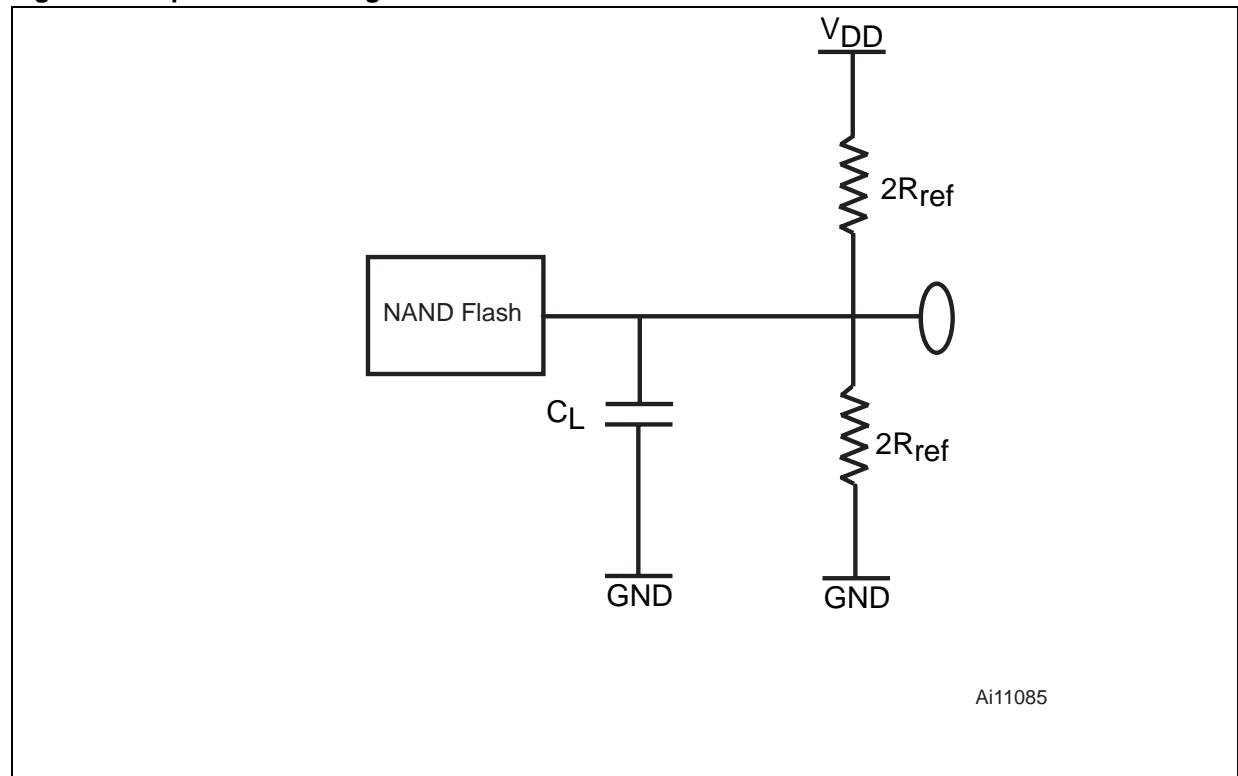 VDD
2Rref
NAND Flash
CL
2Rref
GND
GND
Ai11085